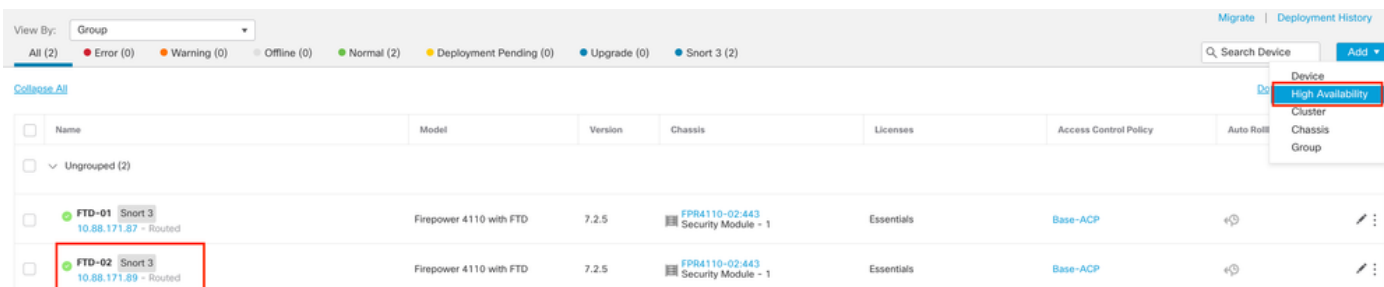 Migrate | Deployment History
View By: Group
All (2) Error (0) Warning (0) Offline (0) Normal (2) Deployment Pending (0) Upgrade (0) Snort 3 (2) Search Device Add
Collapse All
Device
High Availability
Cluster
Chassis
Group
Name Model Version Chassis Licenses Access Control Policy Auto
Ungrouped (2)
FTD-01 Snort 3
10.88.171.87 - Routed
Firepower 4110 with FTD 7.2.5
FPR4110-02:443
Security Module - 1
Essentials Base-ACP
FTD-02 Snort 3
10.88.171.89 - Routed
Firepower 4110 with FTD 7.2.5
FPR4110-02:443
Security Module - 1
Essentials Base-ACP